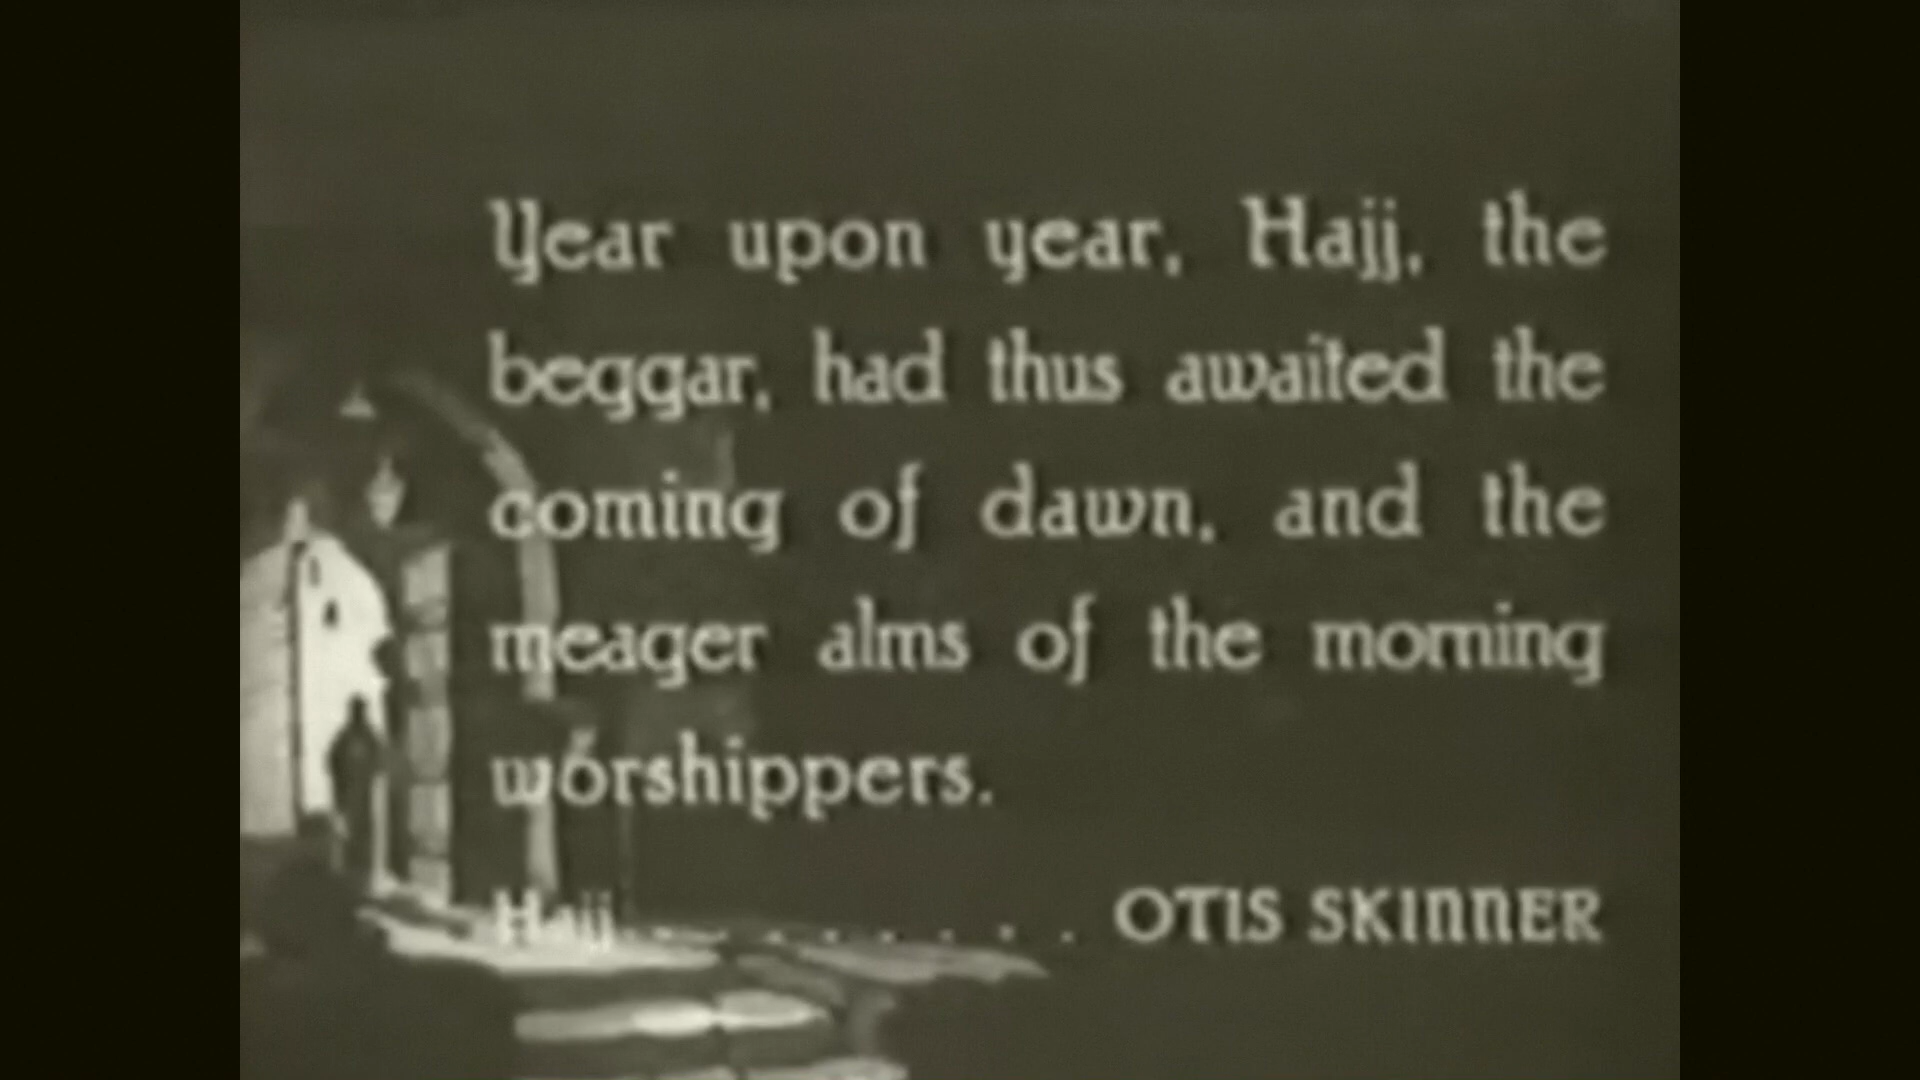 Year upon year, Hajj, the
beggar, had thus awaited the
coming of dawn, and the
meager alms of the morning
worshippers.
Hajj . . . . . . . . OTIS SKINNER